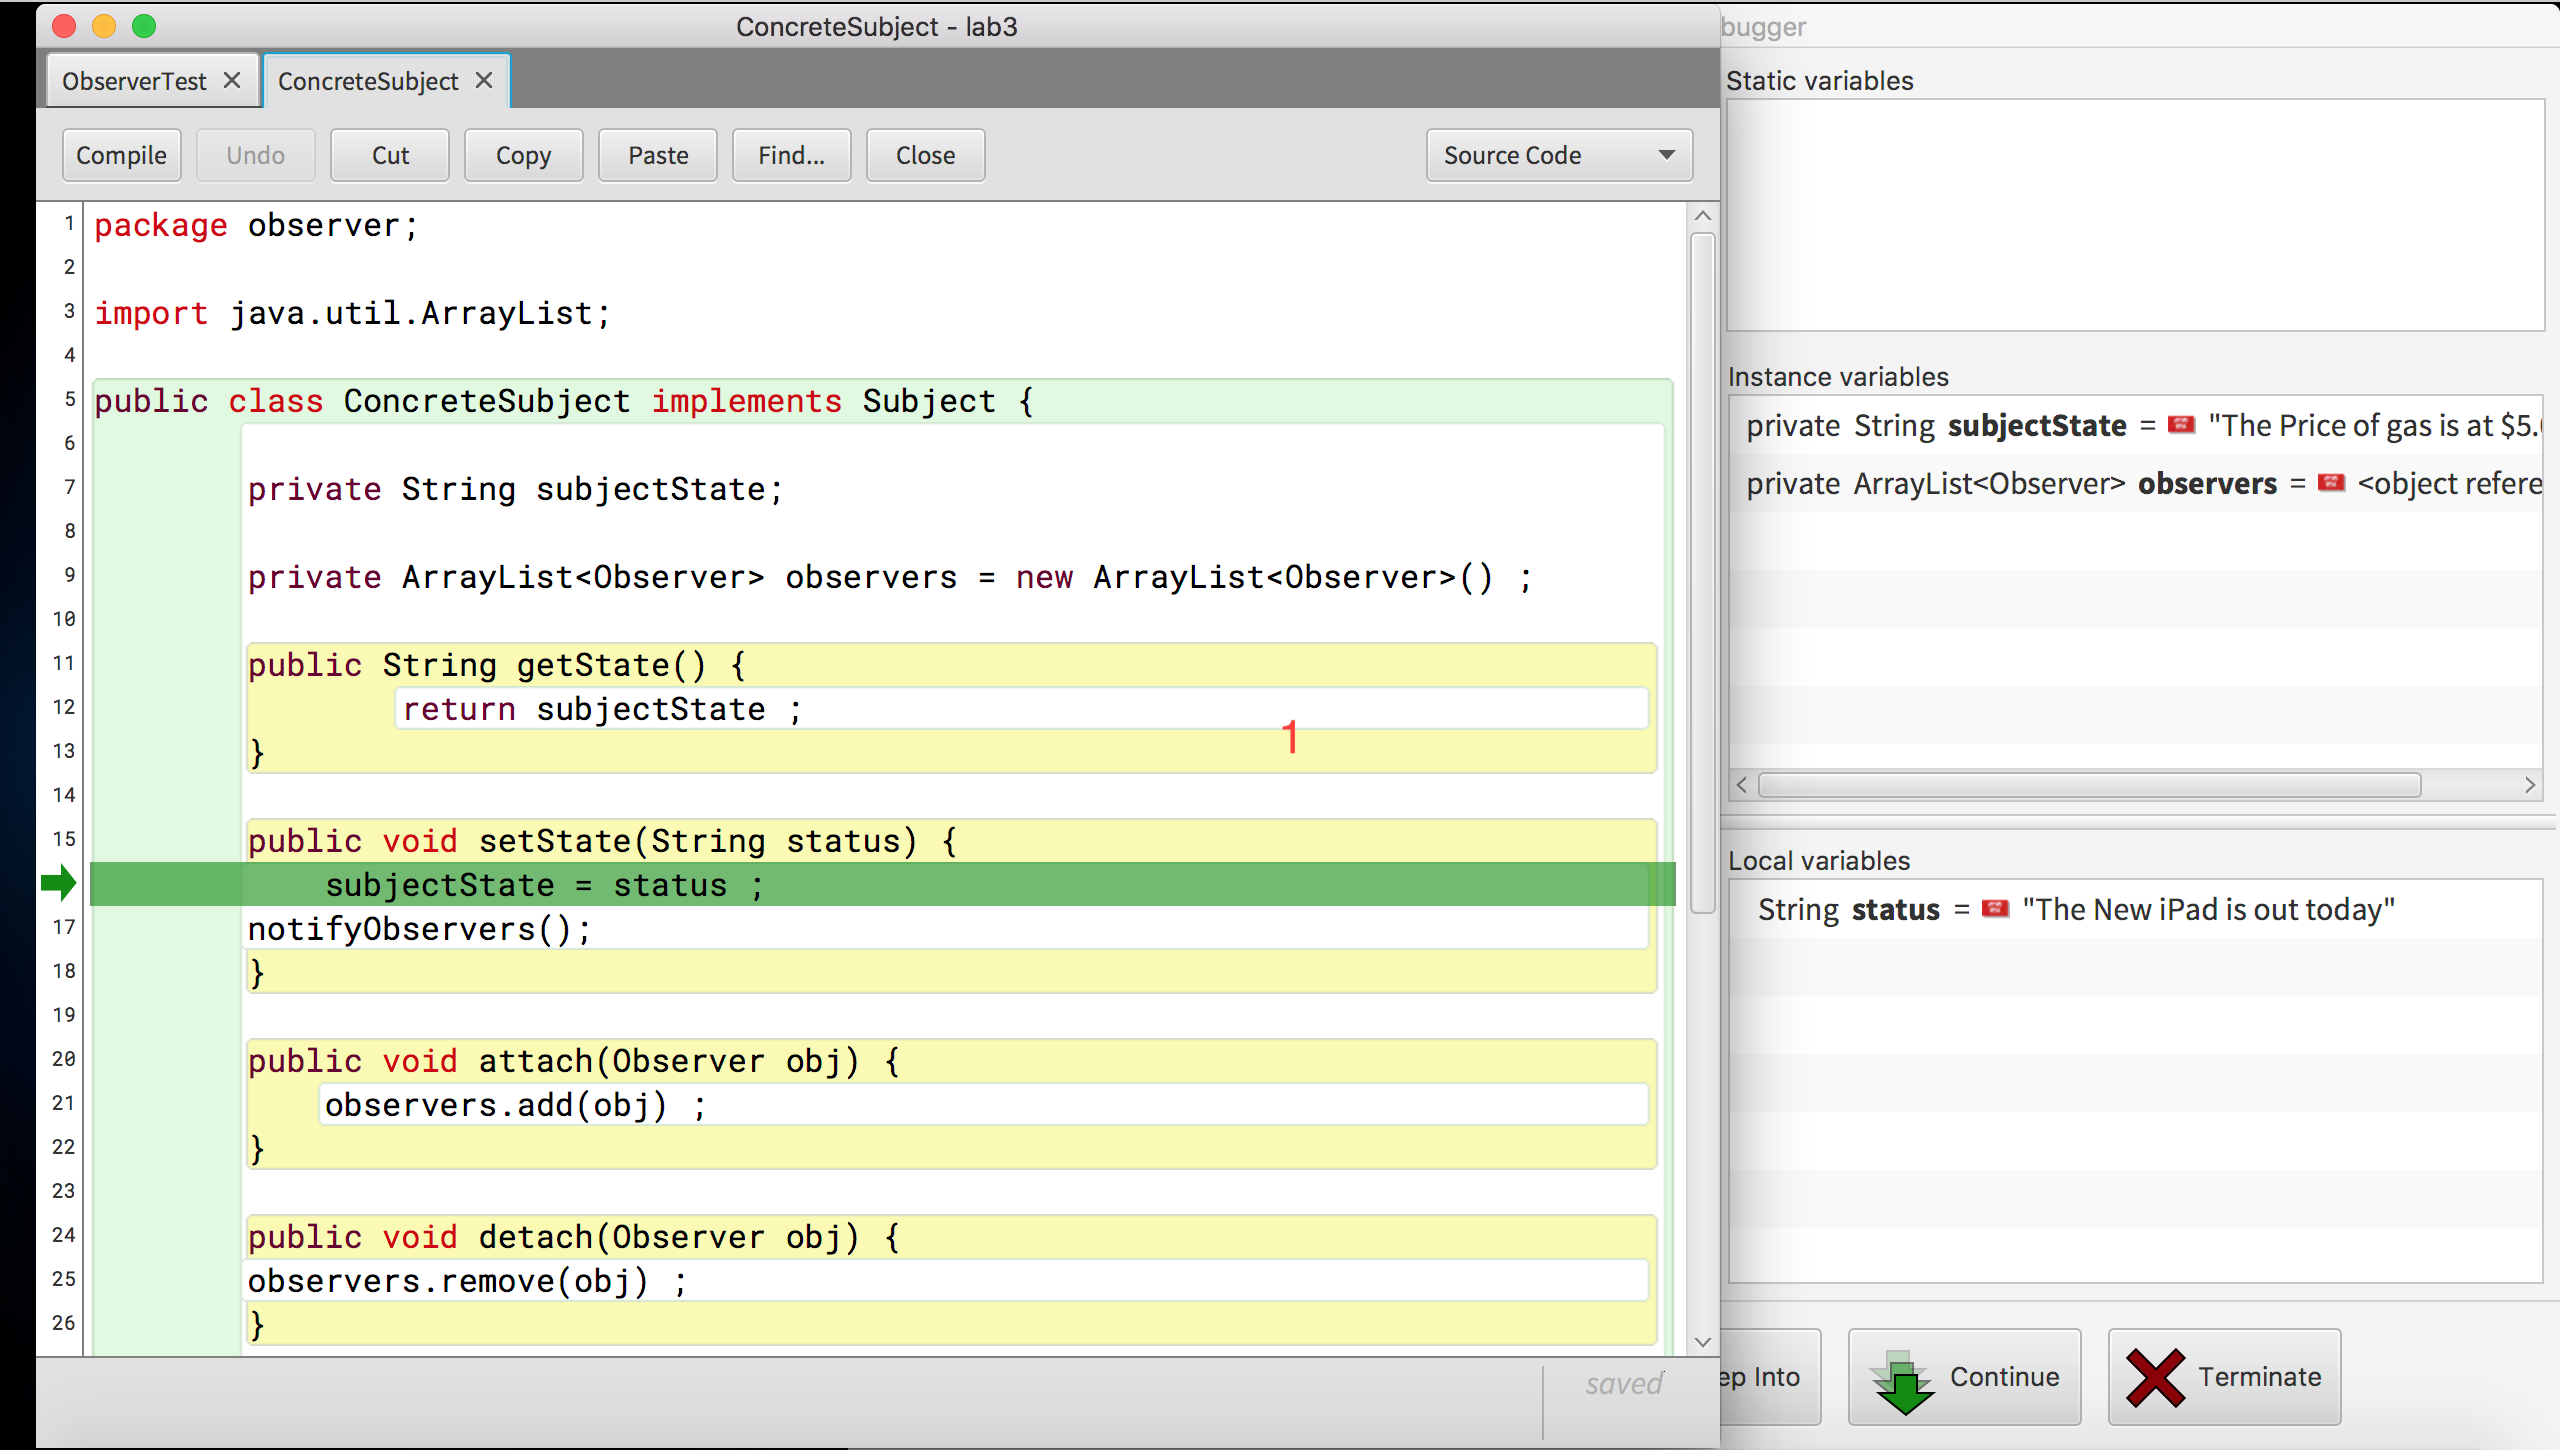 ConcreteSubject - lab3
bugger
ObserverTest
ConcreteSubject
Compile
Undo
Cut
Copy
Paste
Find...
Close
Source Code
1 package observer;
2
3 import java.util.ArrayList;
4
5 public class ConcreteSubject implements Subject {
6
7 private String subjectState;
8
9 private ArrayList<Observer> observers = new ArrayList<Observer>() ;
10
11 public String getState() {
12 return subjectState ;
1
13 }
14
15 public void setState(String status) {
subjectState = status ;
17 notifyObservers();
18 }
19
20 public void attach(Observer obj) {
21 observers.add(obj) ;
22 }
23
24 public void detach(Observer obj) {
25 observers.remove(obj) ;
26 }
saved
Static variables
Instance variables
private String subjectState = "The Price of gas is at $5.
private ArrayList<Observer> observers = <object refere
Local variables
String status = "The New iPad is out today"
ep Into
Continue
Terminate